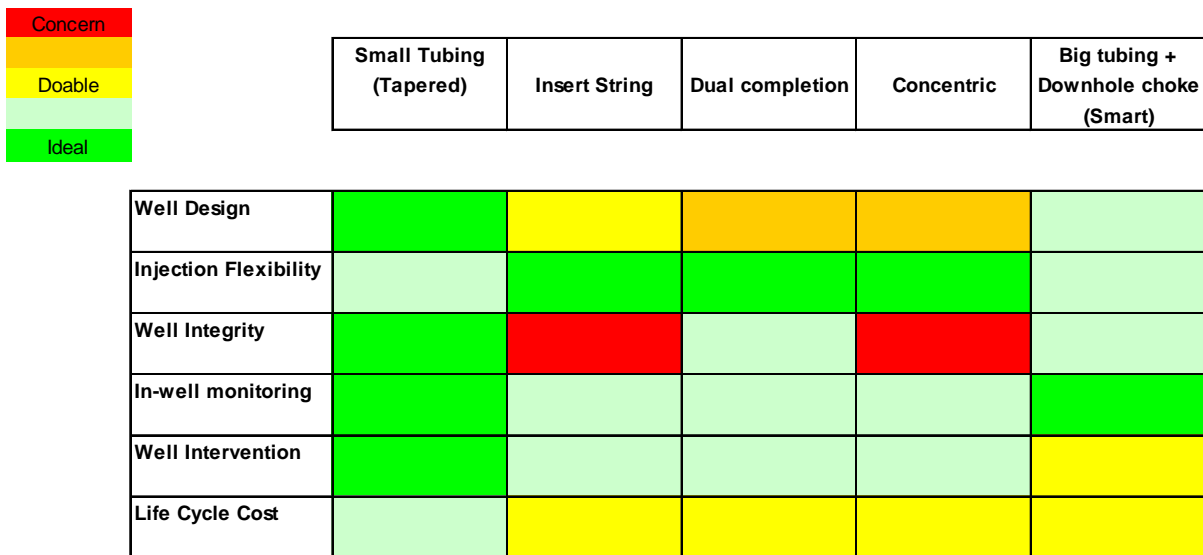 Concern
Doable
Ideal
Small Tubing
(Tapered)
Insert String
Dual completion
Concentric
Big tubing +
Downhole choke
(Smart)
Well Design
Injection Flexibility
Well Integrity
In-well monitoring
Well Intervention
Life Cycle Cost